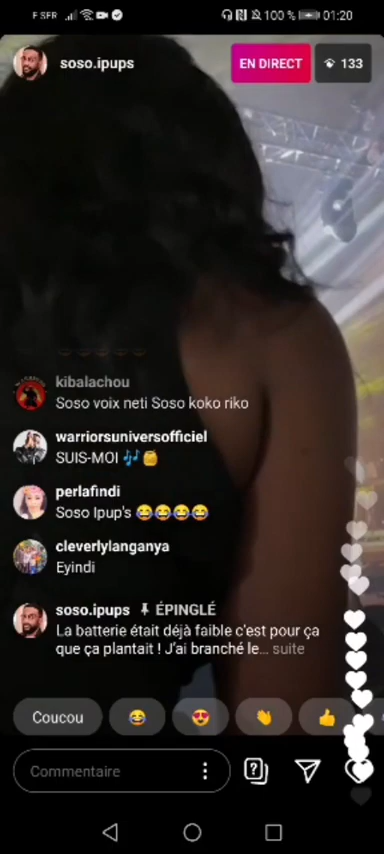 F SFR 100 % 01:20
soso.ipups EN DIRECT 133
kibalachou
Soso voix neti Soso koko riko
warriorsuniversofficiel
SUIS-MOI 🎶🍯
perlafindi
Soso Ipup's 😂😂😂😂
cleverlylanganya
Eyindi
soso.ipups ÉPINGLÉ
La batterie était déjà faible c'est pour ça
que ça plantait ! J'ai branché le... suite
Coucou 😂 😍 👏 👍
Commentaire